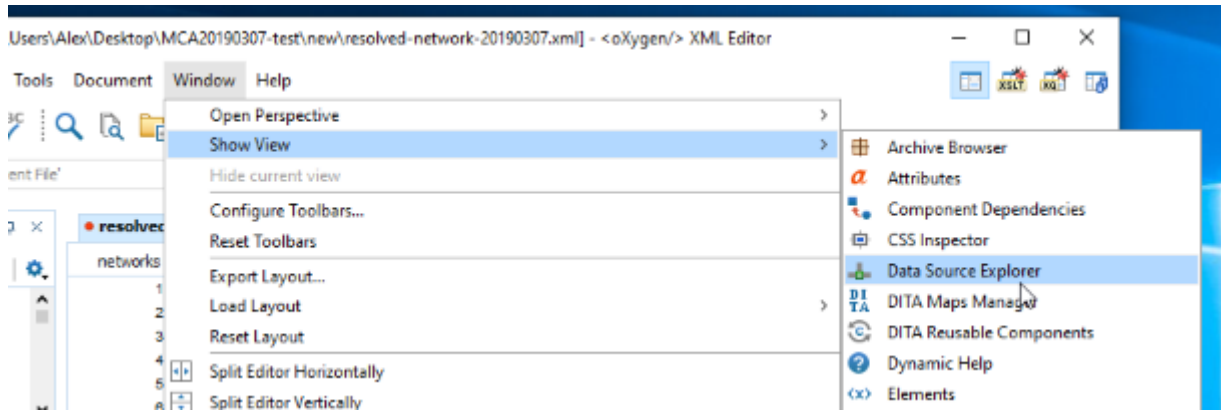 Users\Alex\Desktop\MCA20190307-test\new\resolved-network-20190307.xml] - <oXygen/> XML Editor
Tools Document Window Help
XSLT XQ
Open Perspective
Show View
Archive Browser
ent File'
Hide current view
Attributes
Configure Toolbars...
Component Dependencies
resolved
Reset Toolbars
CSS Inspector
networks
Export Layout...
Data Source Explorer
1
2
Load Layout
DITA
DITA Maps Manager
3
Reset Layout
DITA Reusable Components
4
Split Editor Horizontally
Dynamic Help
5
Split Editor Vertically
<x> Elements
6